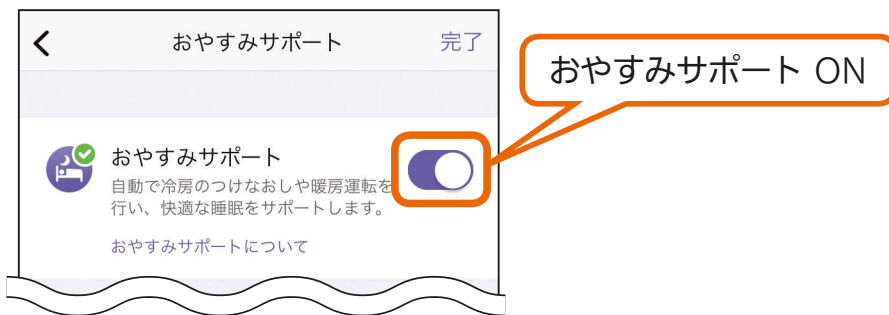 おやすみサポート
完了
おやすみサポート ON
おやすみサポート
自動で冷房のつけなおしや暖房運転を
行い、快適な睡眠をサポートします。
おやすみサポートについて